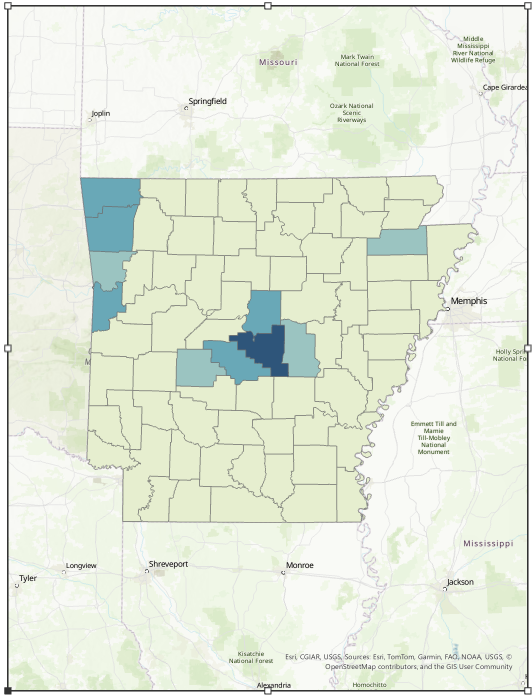 Middle
Mississippi
River National
Wildlife Refuge
Missouri
Mark Twain
National Forest
Cape Girardea
Springfield
Ozark National
Scenic
Riverways
Joplin
Memphis
M
Holly Spri
National Fo
Emmett Till and
Mamie
Till-Mobley
National
Monument
Mississippi
Longview
Shreveport
Monroe
Tyler
Jackson
Kisatchie
National Forest
Esri, CGIAR, USGS, Sources: Esri, TomTom, Garmin, FAO, NOAA, USGS, ©
OpenStreetMap contributors, and the GIS User Community
Alexandria
Homochitto